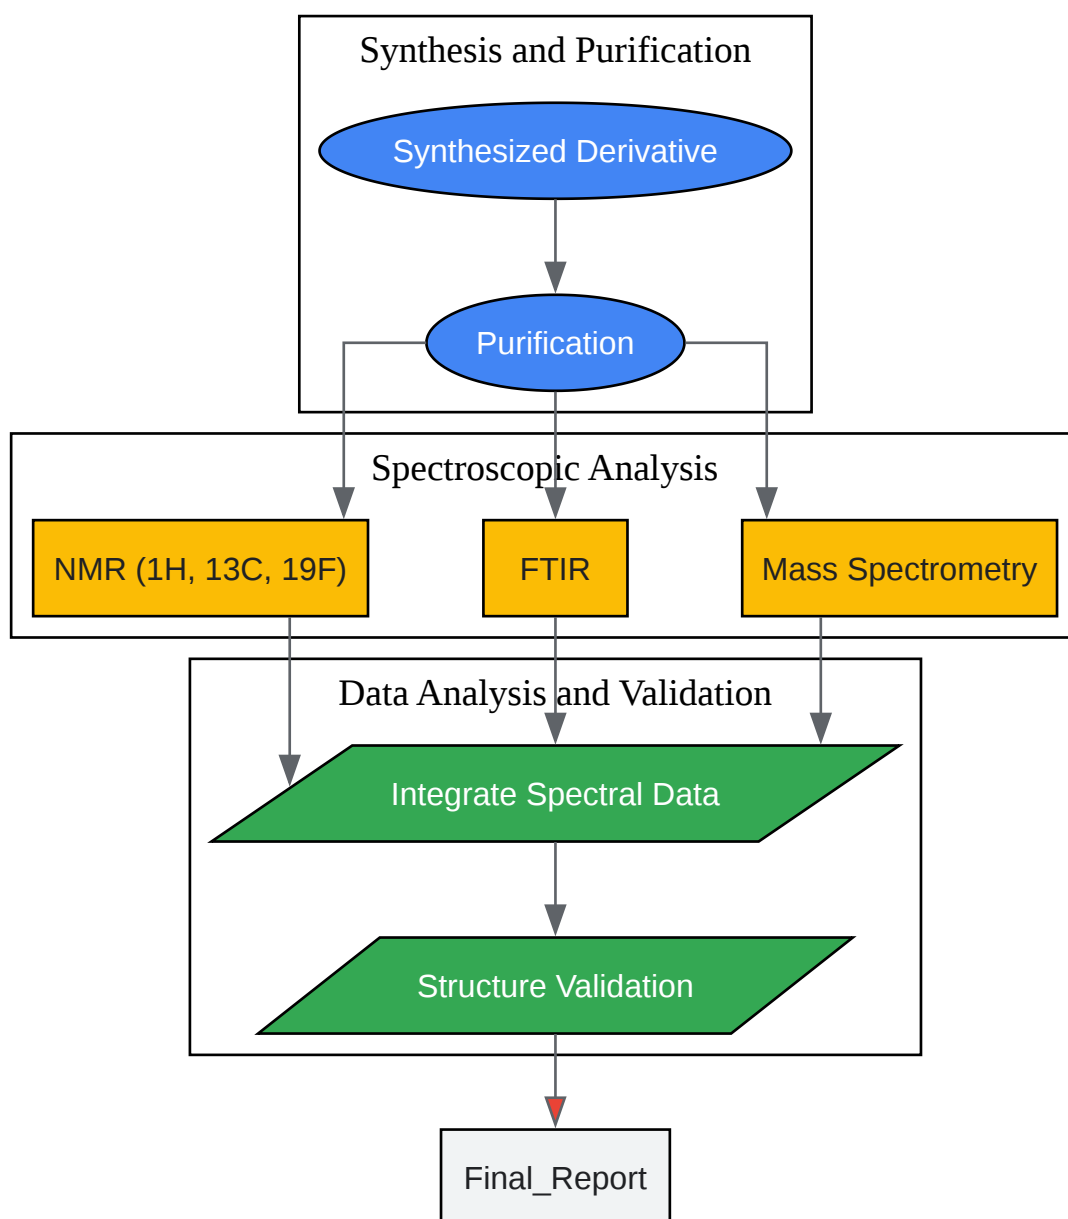 Synthesis and Purification
Synthesized Derivative
Purification
Spectroscopic Analysis
NMR (1H, 13C, 19F)
FTIR
Mass Spectrometry
Data Analysis and Validation
Integrate Spectral Data
Structure Validation
Final_Report